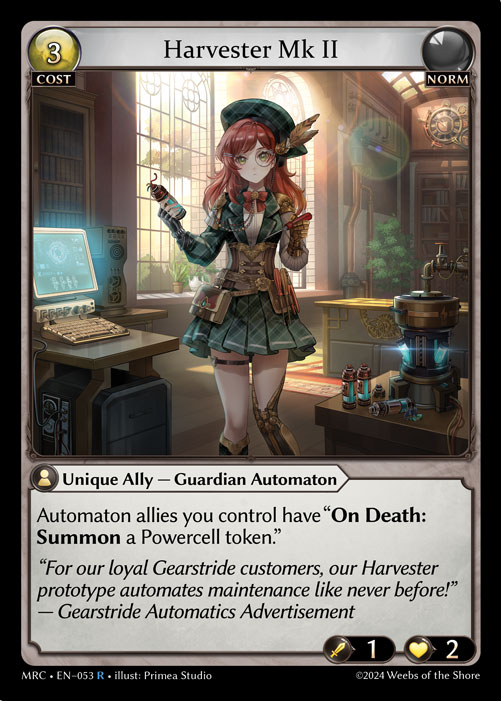 3
Harvester Mk II
COST
NORM
Unique Ally — Guardian Automaton
Automaton allies you control have “On Death:
Summon a Powercell token.”
“For our loyal Gearstride customers, our Harvester
prototype automates maintenance like never before!”
— Gearstride Automatics Advertisement
1
2
MRC • EN–053 R • illust: Primea Studio
©2024 Weebs of the Shore